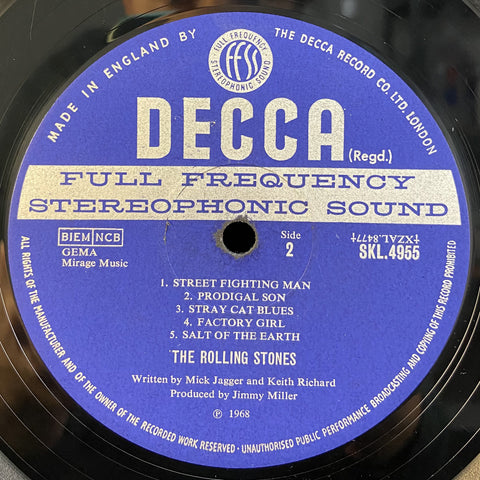 MADE IN ENGLAND BY
THE DECCA RECORD CO. LTD. LONDON
FULL FREQUENCY
FFSS
STEREOPHONIC SOUND
DECCA (Regd.)
FULL FREQUENCY
STEREOPHONIC SOUND
BIEM NCB
GEMA
Mirage Music
Side
2
‡XZAL.8477‡
SKL.4955
1. STREET FIGHTING MAN
2. PRODIGAL SON
3. STRAY CAT BLUES
4. FACTORY GIRL
5. SALT OF THE EARTH
THE ROLLING STONES
Written by Mick Jagger and Keith Richard
Produced by Jimmy Miller
℗ 1968
ALL RIGHTS OF THE MANUFACTURER AND OF THE OWNER OF THE RECORDED WORK RESERVED · UNAUTHORISED PUBLIC PERFORMANCE BROADCASTING AND COPYING OF THIS RECORD PROHIBITED